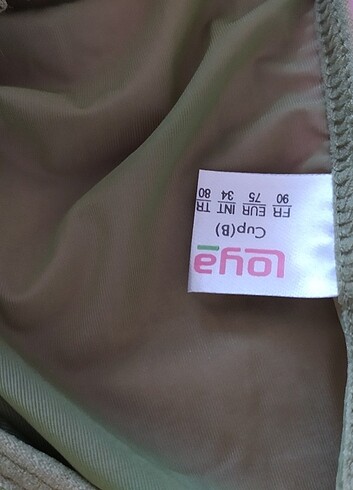 Loya
Cup(B)
FR EUR INT TR
90 75 34 80